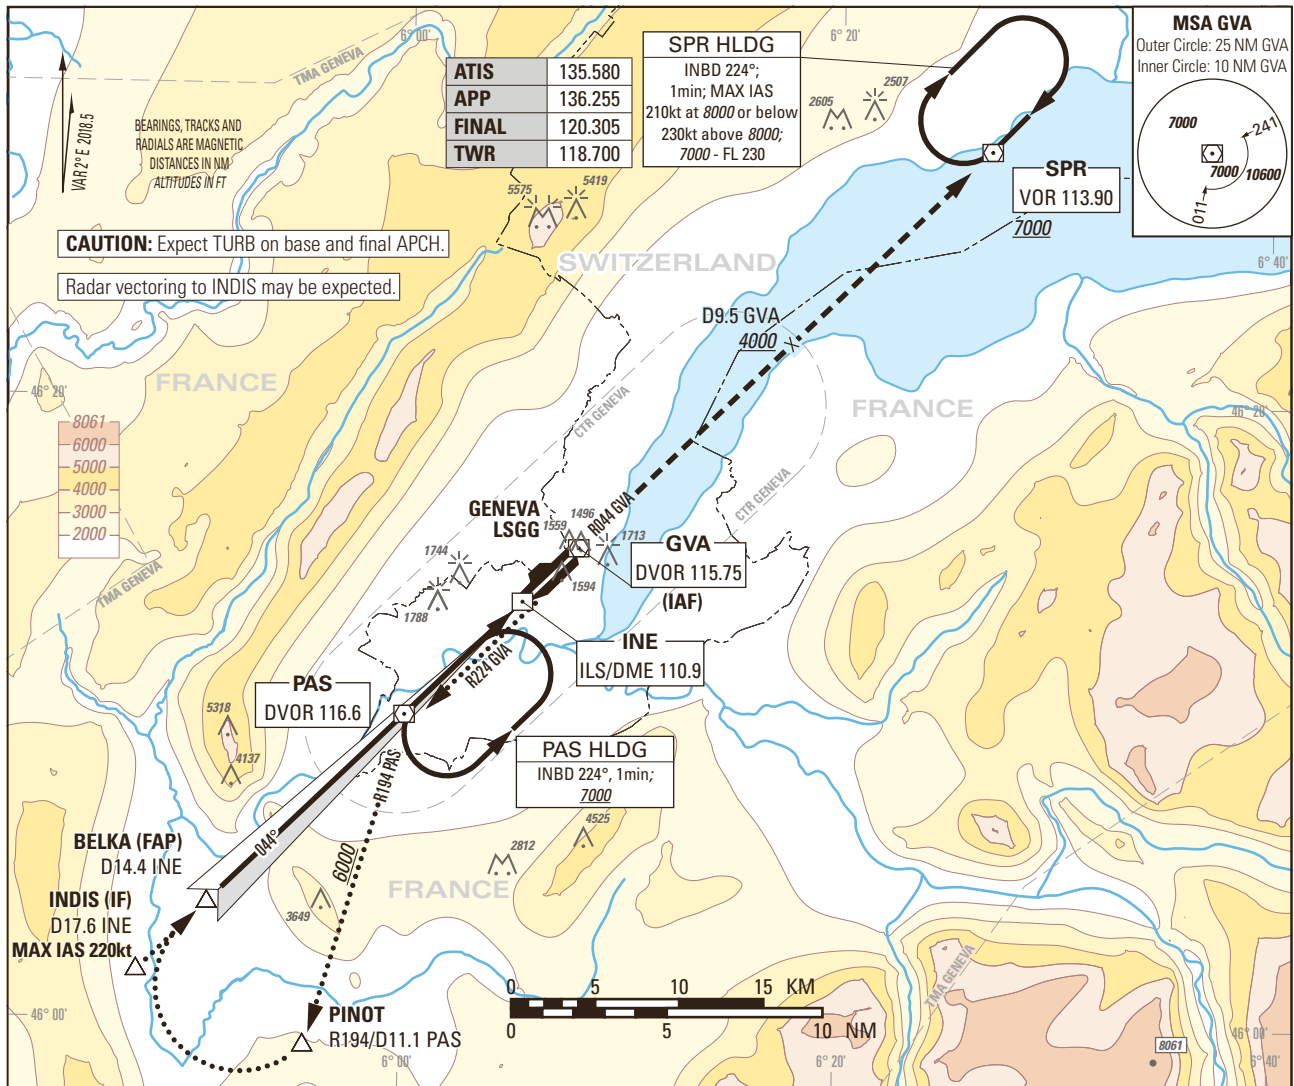 6° 00'
6° 20'
TMA GENEVA
VAR 2° E 2018.5
BEARINGS, TRACKS AND
RADIALS ARE MAGNETIC
DISTANCES IN NM
ALTITUDES IN FT
ATIS 135.580
APP 136.255
FINAL 120.305
TWR 118.700
SPR HLDG
INBD 224°;
1min; MAX IAS
210kt at 8000 or below
230kt above 8000;
7000 - FL 230
2605
2507
MSA GVA
Outer Circle: 25 NM GVA
Inner Circle: 10 NM GVA
7000
241
7000
10600
011
SPR
VOR 113.90
7000
5575
5419
CAUTION: Expect TURB on base and final APCH.
Radar vectoring to INDIS may be expected.
SWITZERLAND
6° 40'
D9.5 GVA
4000
FRANCE
46° 20'
FRANCE
46° 20'
CTR GENEVA
8061
6000
5000
4000
3000
2000
CTR GENEVA
GENEVA
LSGG
1559
1496
R044 GVA
1713
GVA
DVOR 115.75
(IAF)
1744
1788
1594
TMA GENEVA
INE
ILS/DME 110.9
R224 GVA
PAS
DVOR 116.6
5318
4137
PAS HLDG
INBD 224°, 1min;
7000
R194 PAS
6000
044°
BELKA (FAP)
D14.4 INE
INDIS (IF)
D17.6 INE
MAX IAS 220kt
4525
2812
3649
FRANCE
TMA GENEVA
0 5 10 15 KM
0 5 10 NM
46° 00'
PINOT
R194/D11.1 PAS
6° 00'
6° 20'
46° 00'
6° 40'
8061